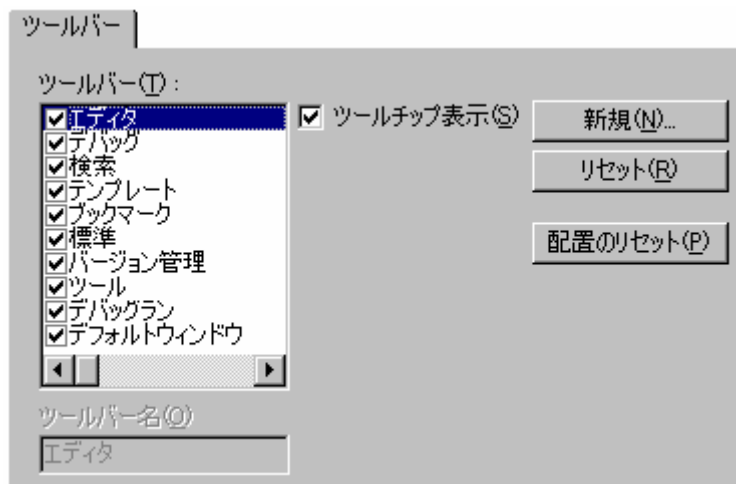 ツールバー
ツールバー(T):
エディタ
デバッグ
検索
テンプレート
ブックマーク
標準
バージョン管理
ツール
デバッグラン
デフォルトウィンドウ
ツールチップ表示(S)
新規(N)...
リセット(R)
配置のリセット(P)
ツールバー名(O)
エディタ